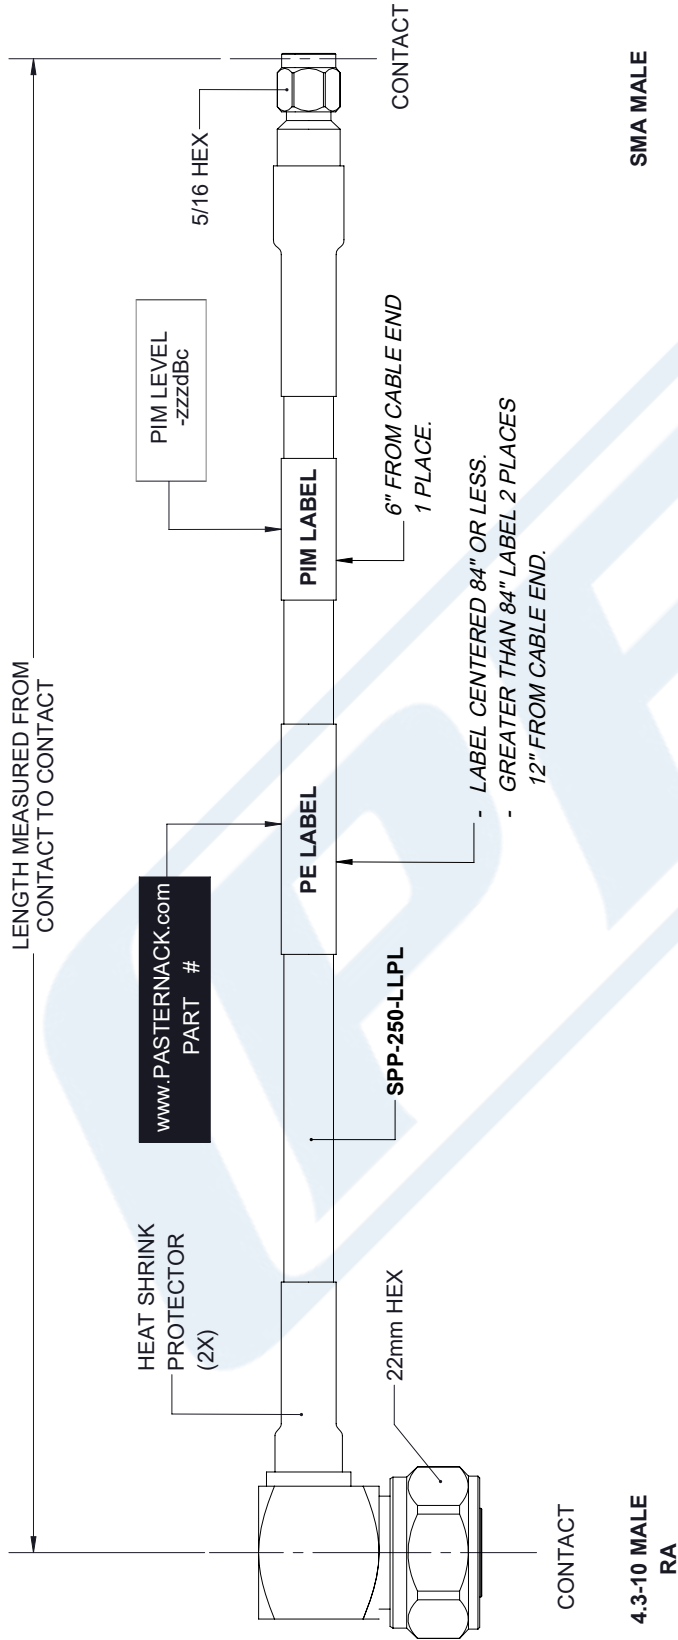 LENGTH MEASURED FROM
CONTACT TO CONTACT
HEAT SHRINK
PROTECTOR
(2X)
www.PASTERNACK.com
PART #
PIM LEVEL
-zzzdBc
5/16 HEX
PE LABEL
PIM LABEL
22mm HEX
SPP-250-LLPL
- LABEL CENTERED 84" OR LESS.
- GREATER THAN 84" LABEL 2 PLACES
12" FROM CABLE END.
6" FROM CABLE END
1 PLACE.
CONTACT
CONTACT
4.3-10 MALE
RA
SMA MALE